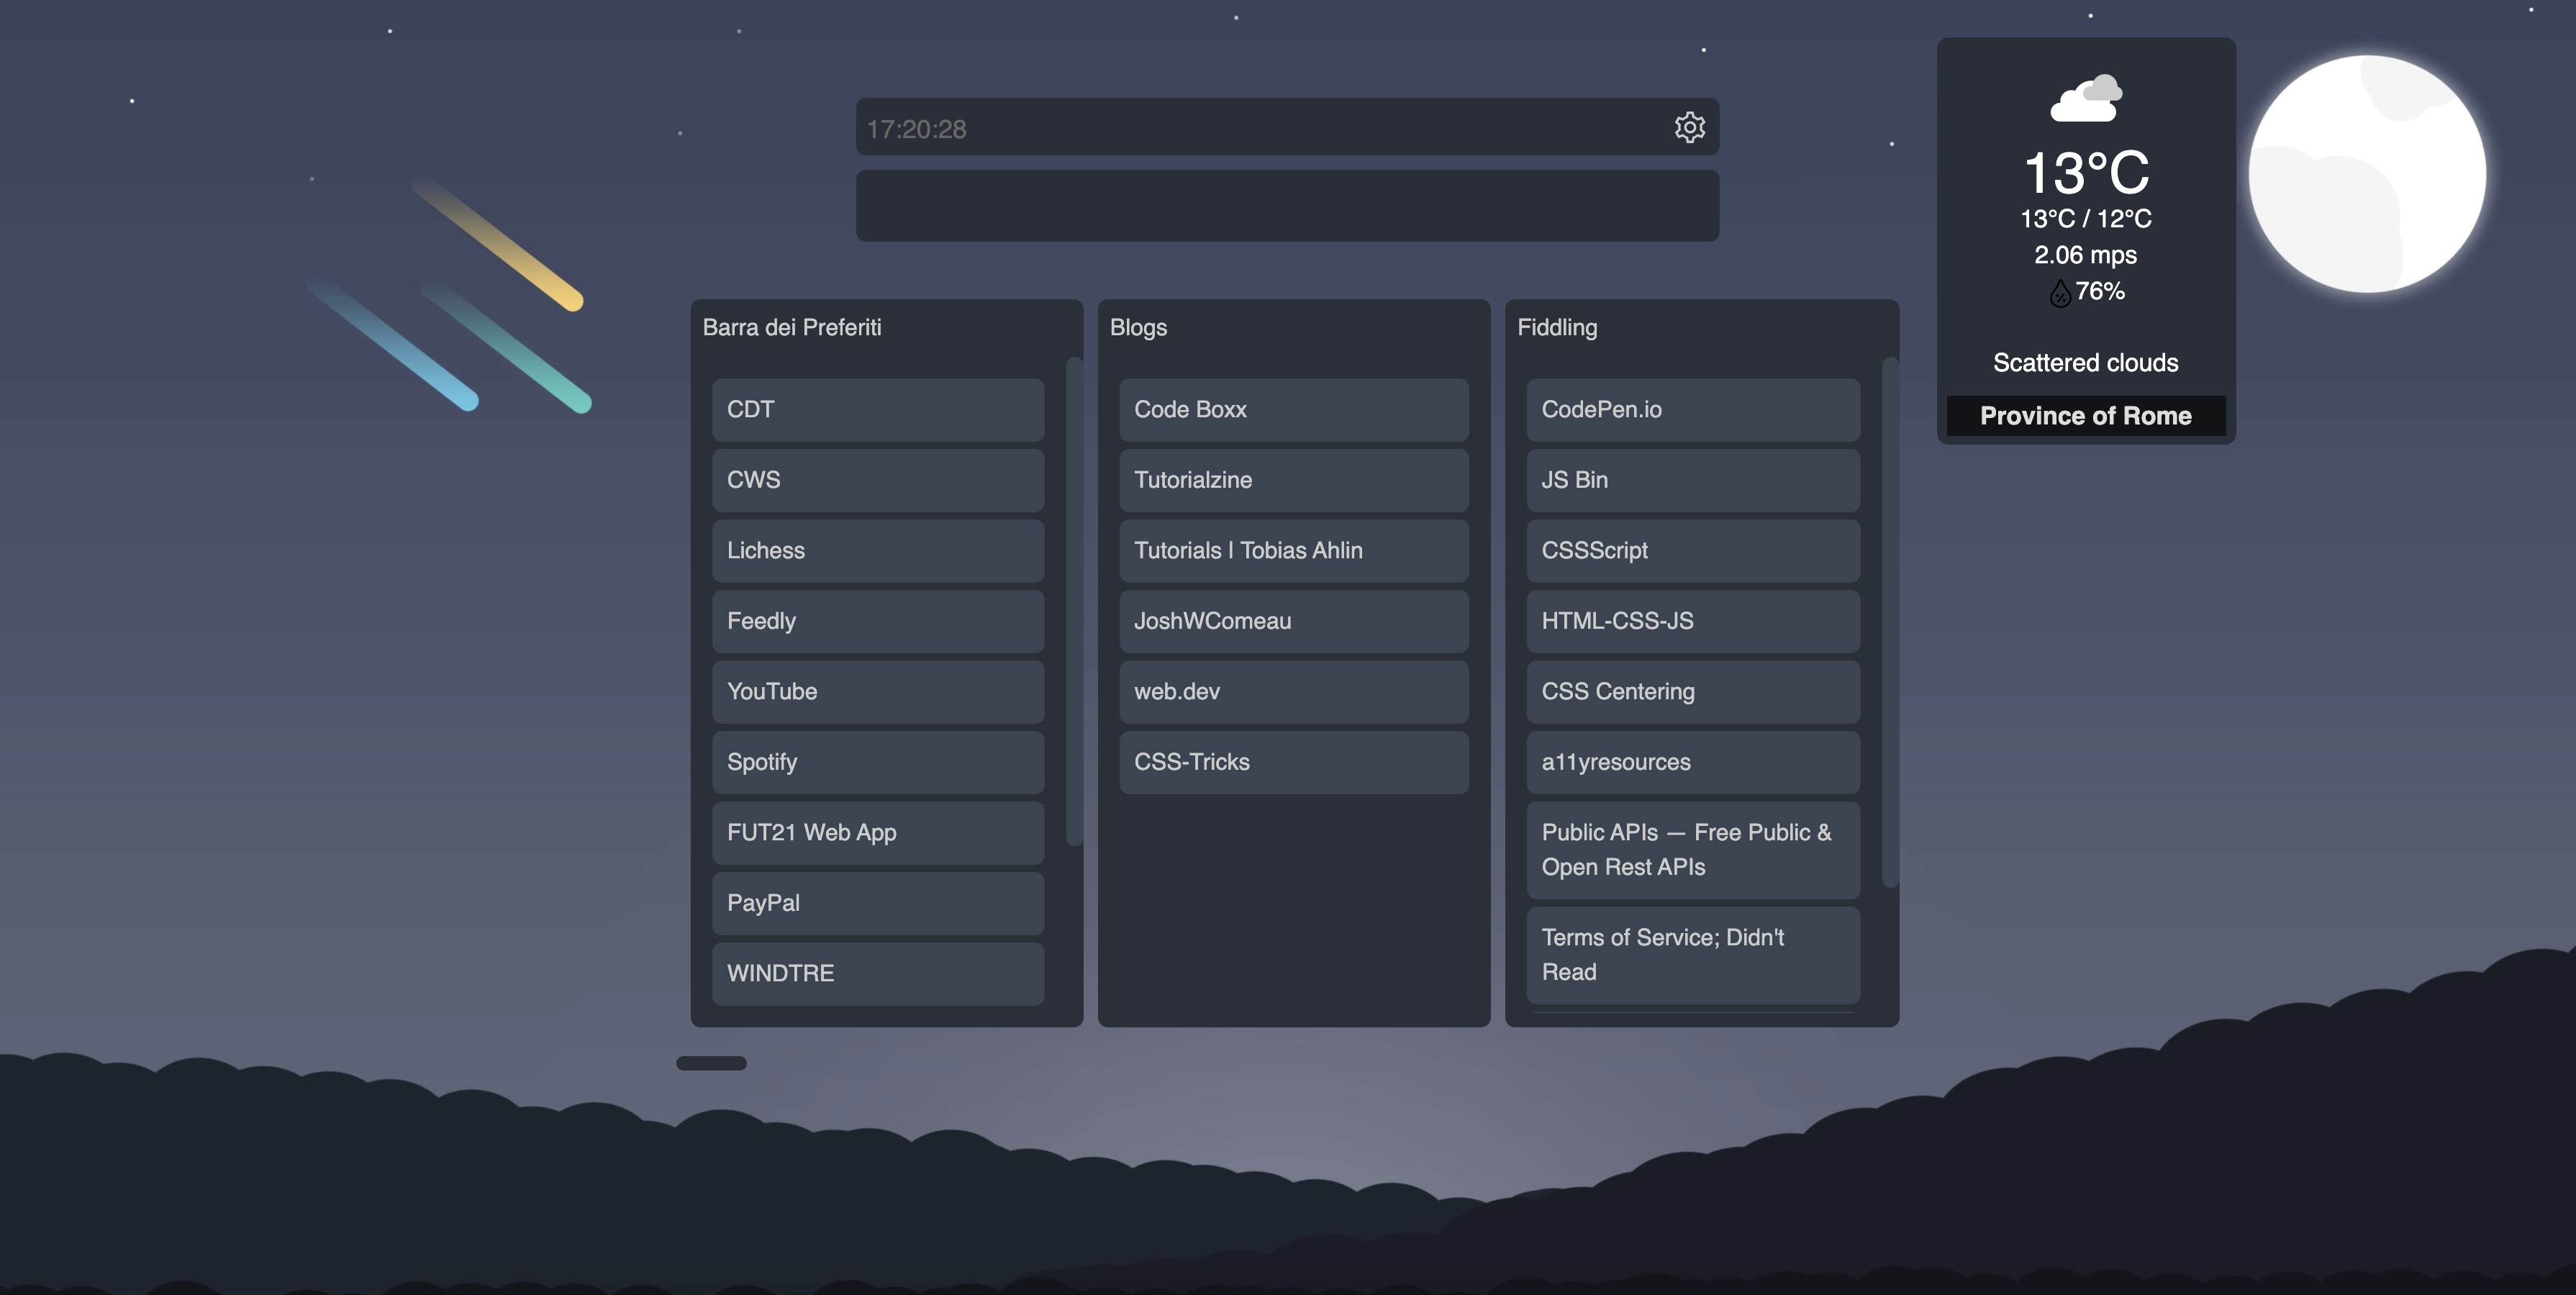 17:20:28
13°C
13°C / 12°C
2.06 mps
76%
Scattered clouds
Province of Rome
Barra dei Preferiti
CDT
CWS
Lichess
Feedly
YouTube
Spotify
FUT21 Web App
PayPal
WINDTRE
Blogs
Code Boxx
Tutorialzine
Tutorials | Tobias Ahlin
JoshWComeau
web.dev
CSS-Tricks
Fiddling
CodePen.io
JS Bin
CSSScript
HTML-CSS-JS
CSS Centering
a11yresources
Public APIs — Free Public &
Open Rest APIs
Terms of Service; Didn't
Read